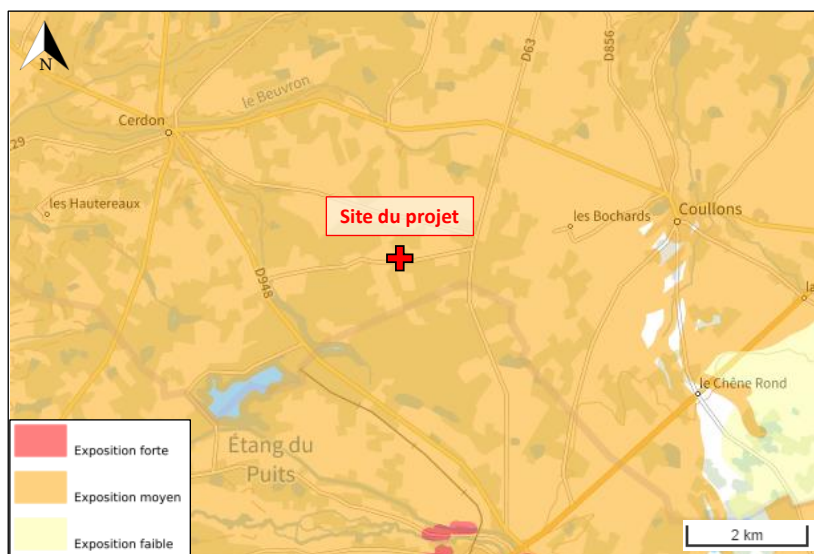 N
D63
D856
le Beuvron
Cerdon
29
les Hautereaux
Site du projet
les Bochards
Coullons
la
D948
le Chêne Rond
Étang du
Puits
Exposition forte
Exposition moyen
Exposition faible
2 km